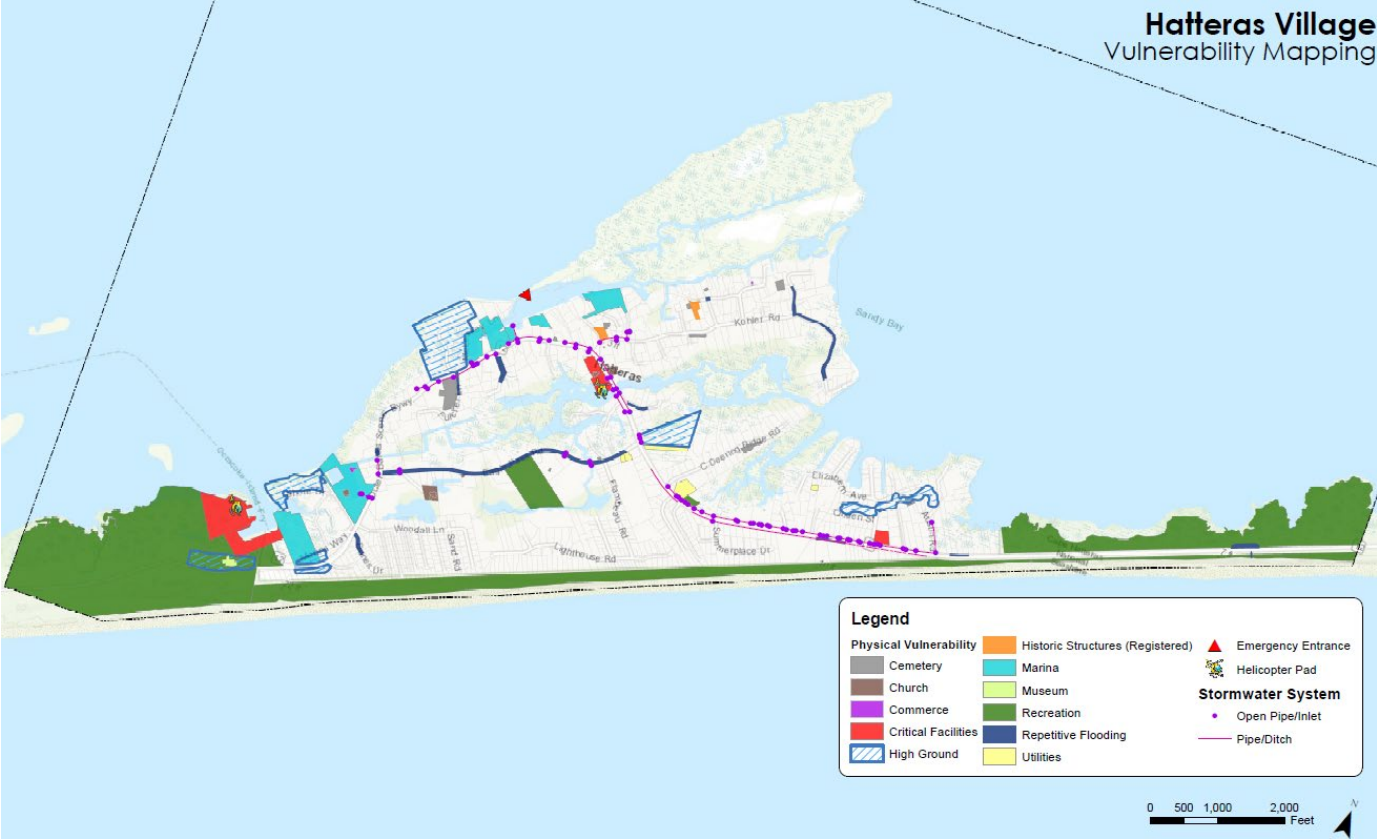 Hatteras Village
Vulnerability Mapping
Sandy Bay
Kohler Rd
Hatteras
Elizabeth Ave
Woodall Ln
Sand Rd
Lighthouse Rd
Summerplace Dr
Legend
Physical Vulnerability
Cemetery
Church
Commerce
Critical Facilities
High Ground
Historic Structures (Registered)
Marina
Museum
Recreation
Repetitive Flooding
Utilities
Emergency Entrance
Helicopter Pad
Stormwater System
Open Pipe/Inlet
Pipe/Ditch
0 500 1,000 2,000
Feet
N